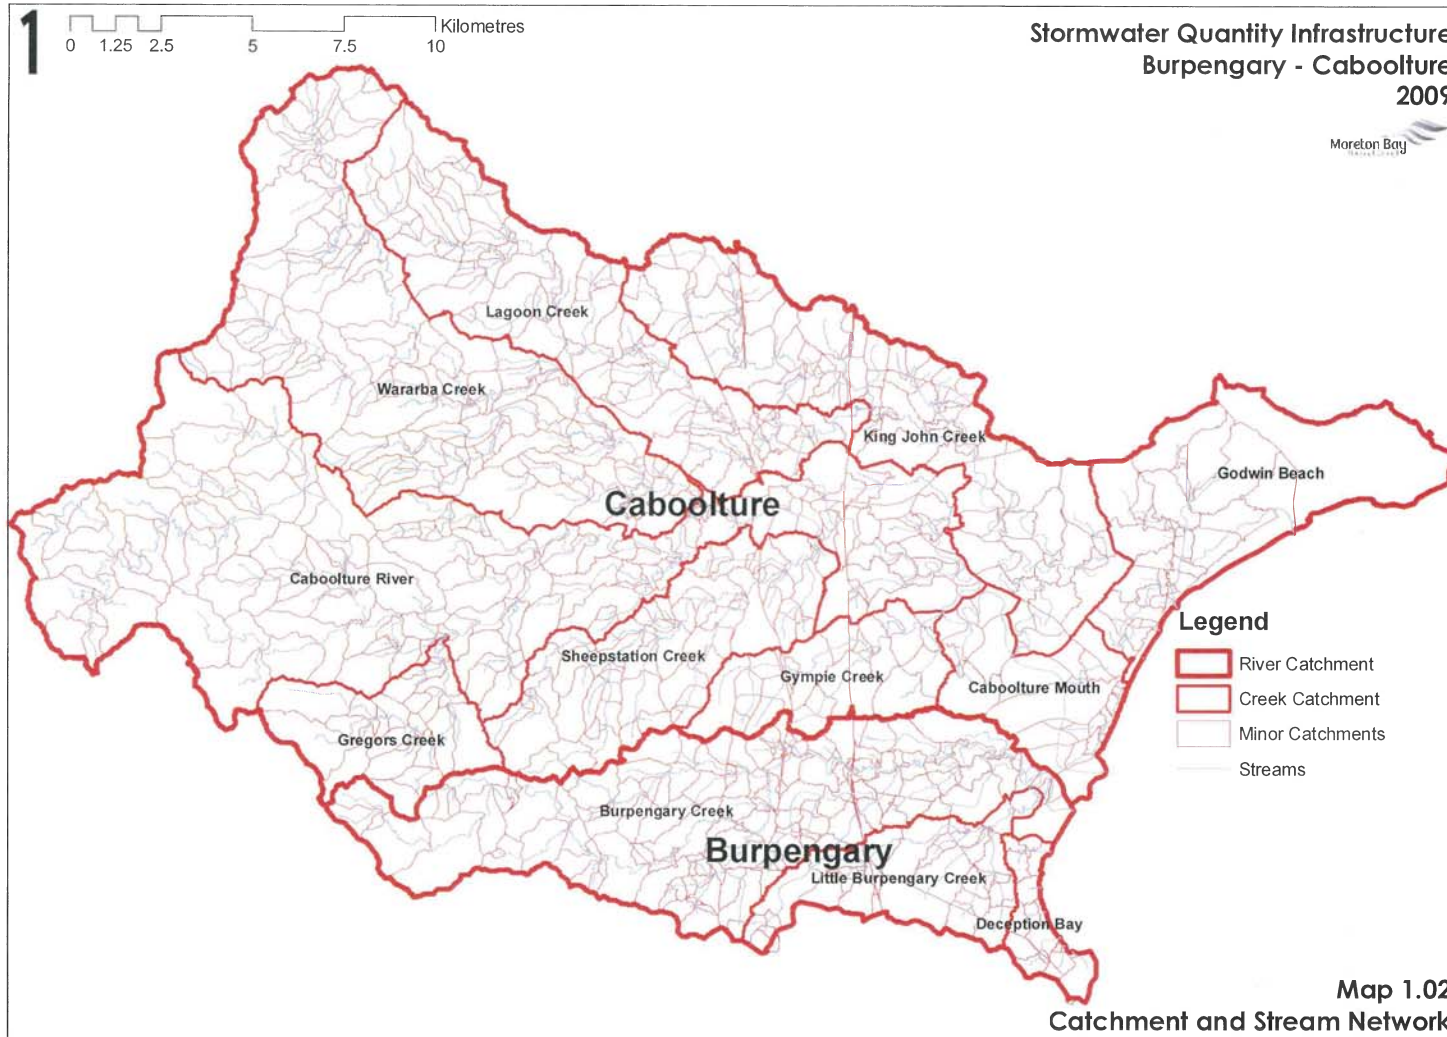 1
Kilometres
0 1.25 2.5 5 7.5 10
Stormwater Quantity Infrastructure
Burpengary - Caboolture
2009
Moreton Bay
Lagoon Creek
Wararba Creek
King John Creek
Godwin Beach
Caboolture
Caboolture River
Sheepstation Creek
Gympie Creek
Caboolture Mouth
Gregors Creek
Burpengary Creek
Burpengary
Little Burpengary Creek
Deception Bay
Legend
River Catchment
Creek Catchment
Minor Catchments
Streams
Map 1.02
Catchment and Stream Network